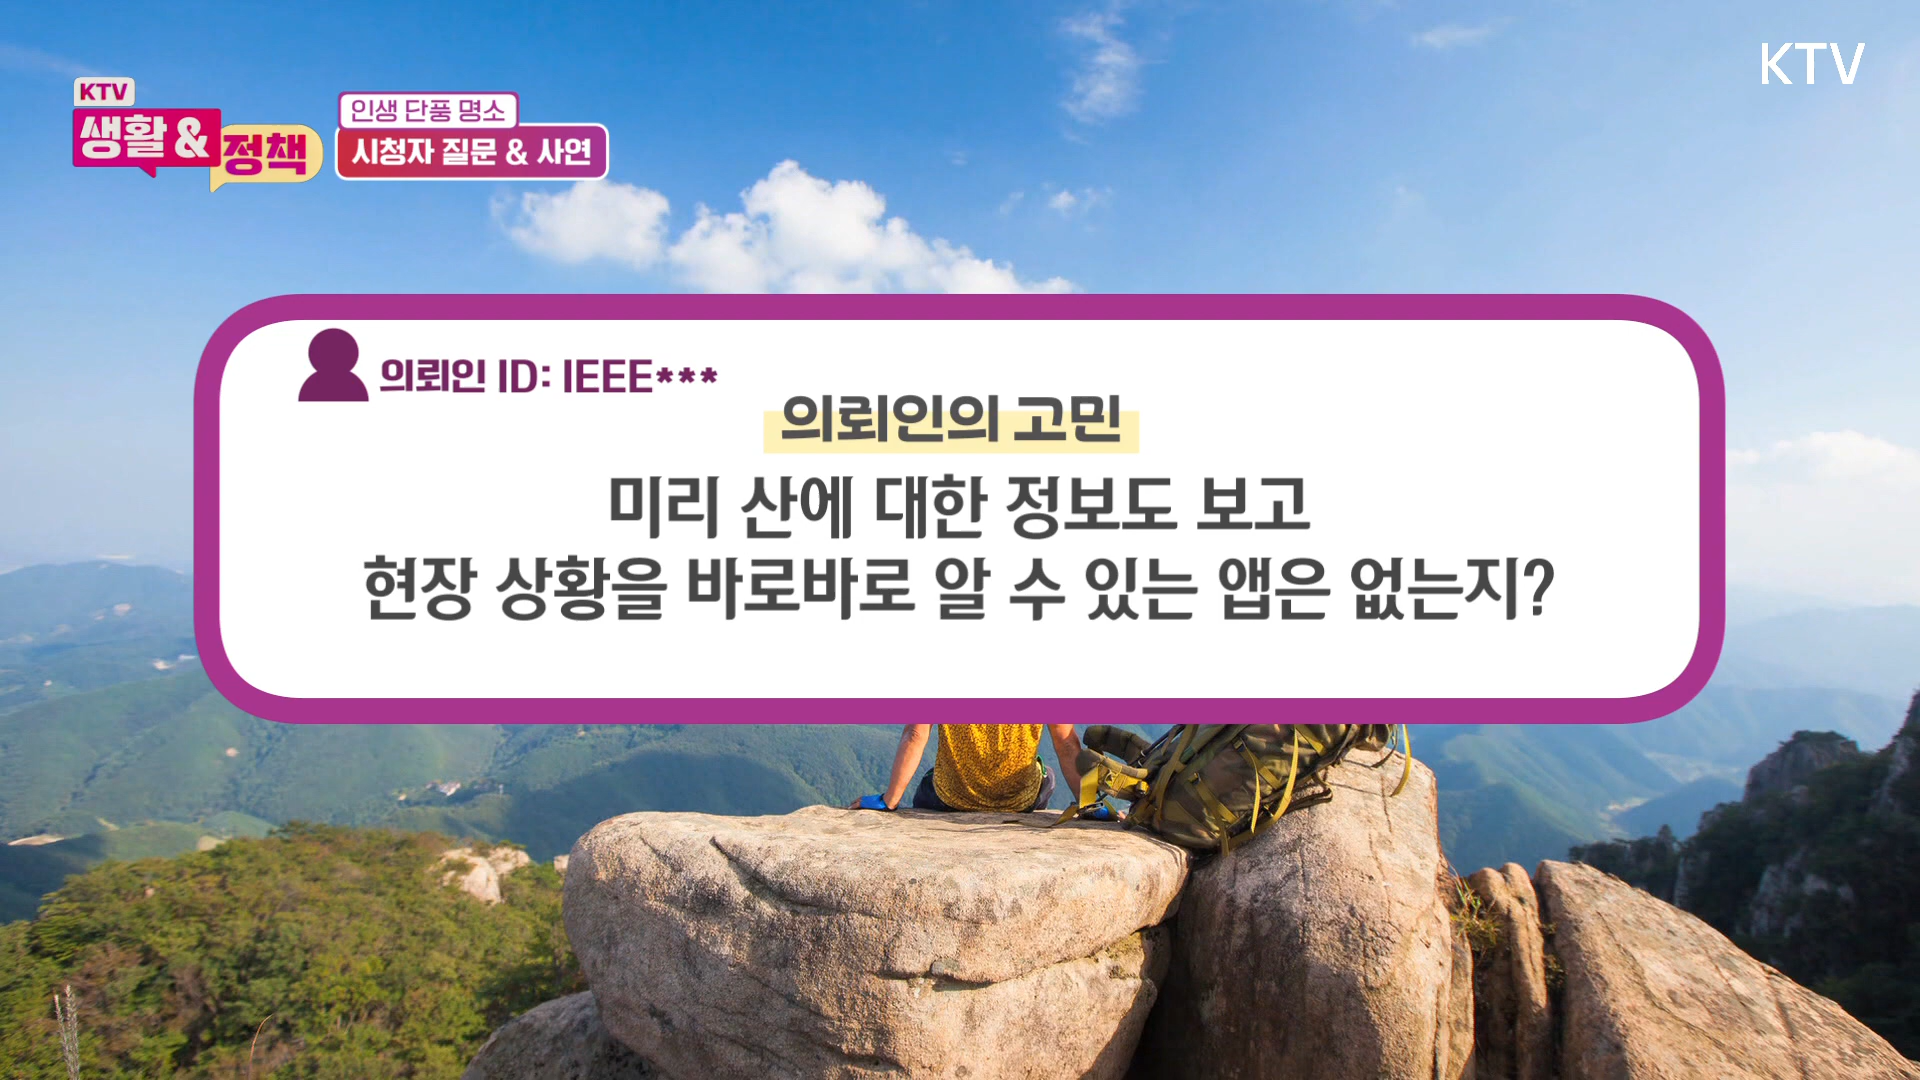 KTV
KTV
생활 &
정책
인생 단풍 명소
시청자 질문 & 사연
의뢰인 ID: IEEE***
의뢰인의 고민
미리 산에 대한 정보도 보고
현장 상황을 바로바로 알 수 있는 앱은 없는지?